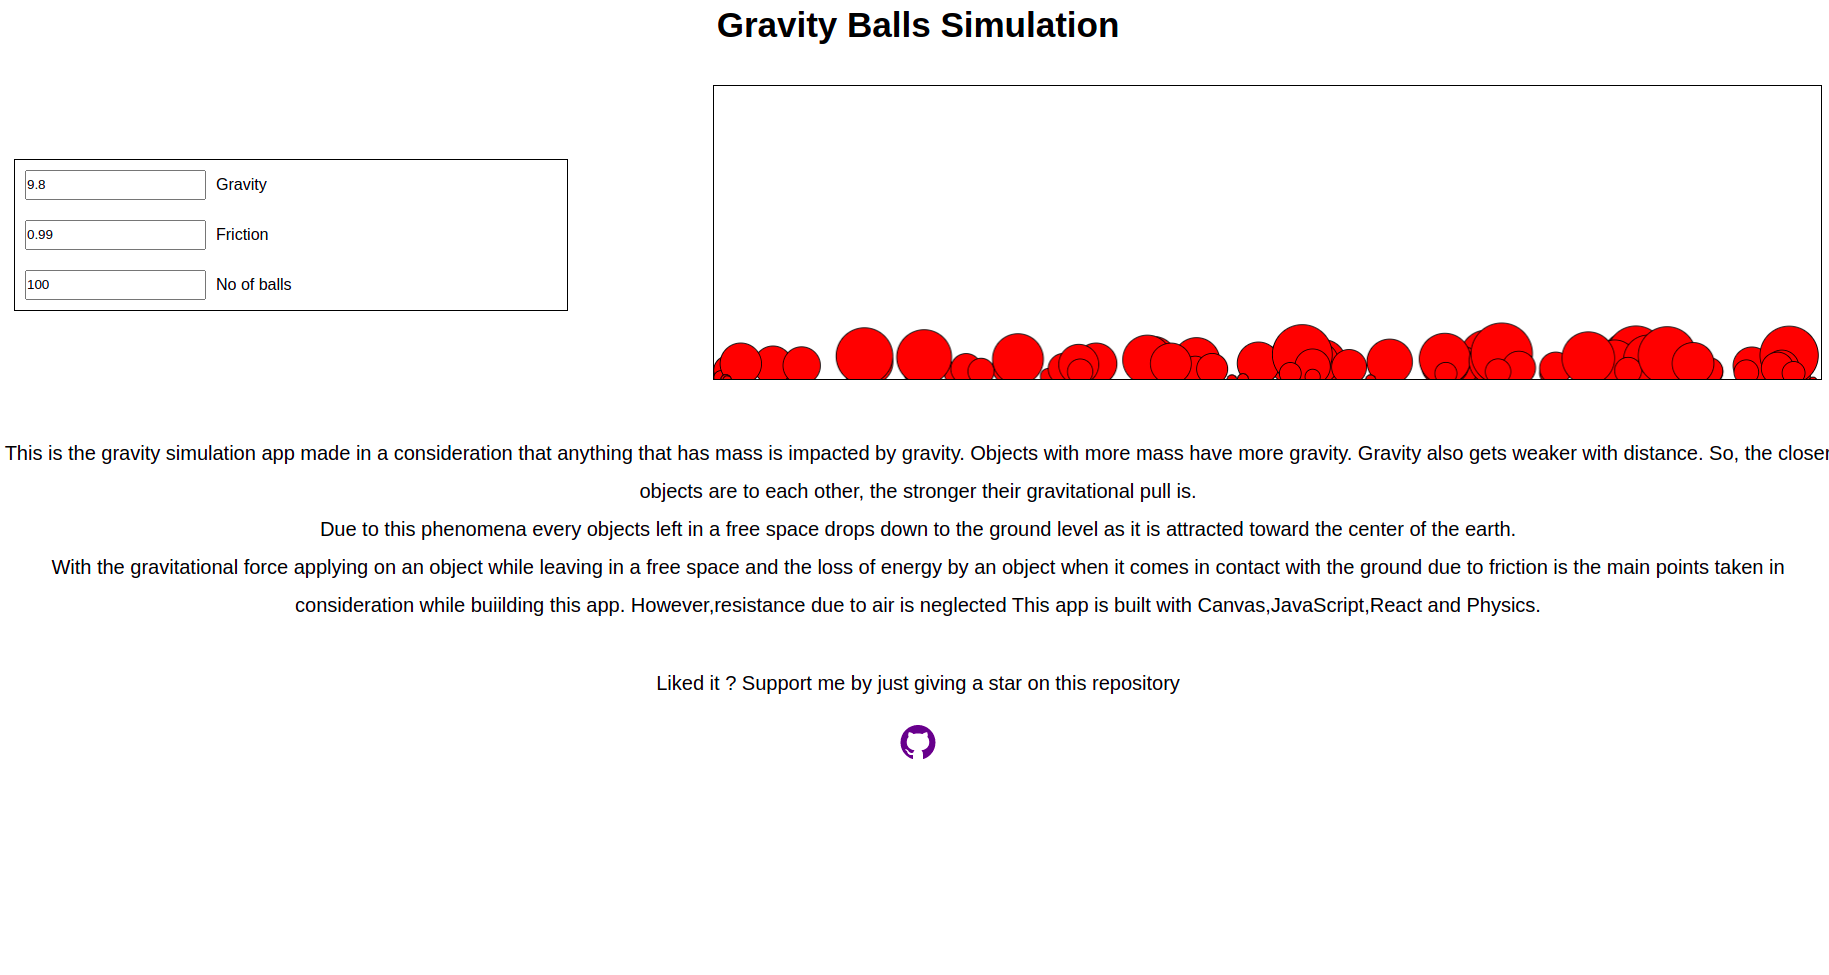 Gravity Balls Simulation
9.8 Gravity
0.99 Friction
100 No of balls
This is the gravity simulation app made in a consideration that anything that has mass is impacted by gravity. Objects with more mass have more gravity. Gravity also gets weaker with distance. So, the closer
objects are to each other, the stronger their gravitational pull is.
Due to this phenomena every objects left in a free space drops down to the ground level as it is attracted toward the center of the earth.
With the gravitational force applying on an object while leaving in a free space and the loss of energy by an object when it comes in contact with the ground due to friction is the main points taken in
consideration while buiilding this app. However,resistance due to air is neglected This app is built with Canvas,JavaScript,React and Physics.
Liked it ? Support me by just giving a star on this repository